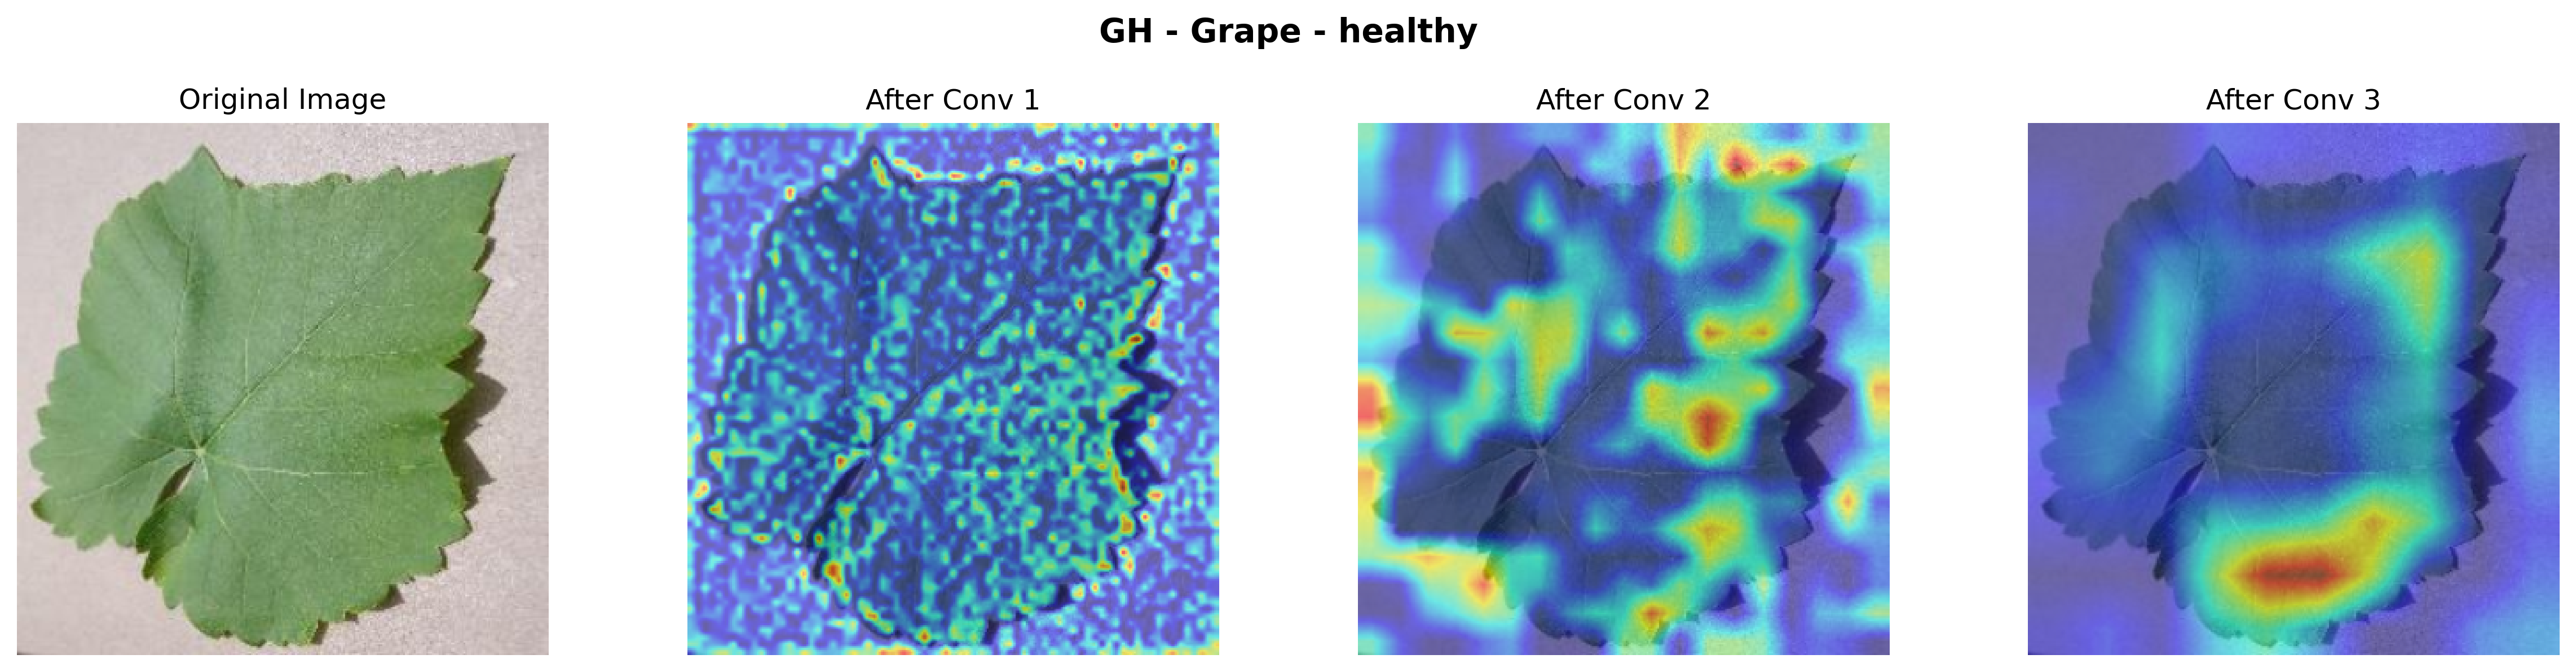 GH - Grape - healthy
Original Image
After Conv 1
After Conv 2
After Conv 3